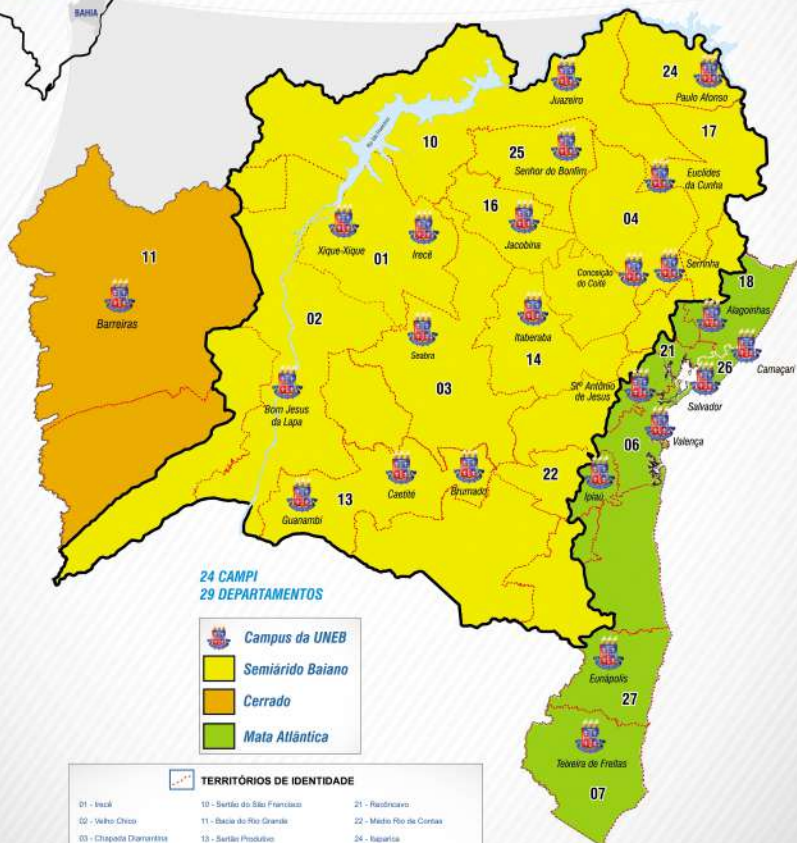 BAHIA
24
Juazeiro
Paulo Afonso
17
10
25
Senhor do Bonfim
Euclides
da Cunha
16
04
Xique-Xique
Irecê
Jacobina
11
01
Conceição
do Coité
Serrinha
18
Barreiras
02
Seabra
Itaberaba
Alagoinhas
14
21
26
Camaçari
Bom Jesus
da Lapa
03
Stº Antônio
de Jesus
Salvador
06
Valença
Guanambi
13
Caetité
Brumado
22
Ipiaú
24 CAMPI
29 DEPARTAMENTOS
Campus da UNEB
Semiárido Baiano
Cerrado
Mata Atlântica
Eunápolis
27
Teixeira de Freitas
07
TERRITÓRIOS DE IDENTIDADE
01 - Irecê
10 - Sertão do São Francisco
21 - Recôncavo
02 - Velho Chico
11 - Bacia do Rio Grande
22 - Médio Rio de Contas
03 - Chapada Diamantina
13 - Sertão Produtivo
24 - Itaparica